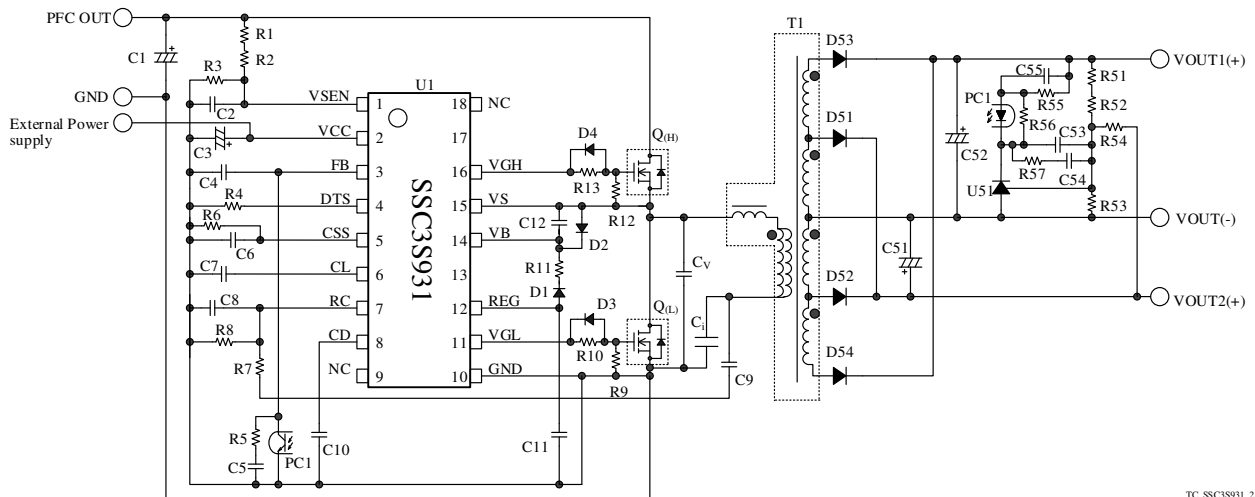 T1
PFC OUT
R1
D53
U1
C1
R2
VOUT1(+)
R3
C55
R51
VSEN
1
18
NC
PC1
R55
GND
C2
D4
Q(H)
D51
R52
External Power
supply
VCC
2
17
R56
C53
R54
C3
C52
FB
3
16
VGH
C4
R13
R57
C54
R4
DTS
4
SSC3S931
15
VS
R12
U51
R53
R6
C12
VOUT(-)
CSS
5
14
VB
D2
C6
C51
C7
CL
6
13
R11
CV
D52
C8
D1
RC
7
12
REG
D3
Q(L)
VOUT2(+)
R8
Ci
CD
8
11
VGL
R10
D54
R7
NC
9
10
GND
R9
C9
R5
C10
C11
C5
PC1
TC_SSC3S931_2